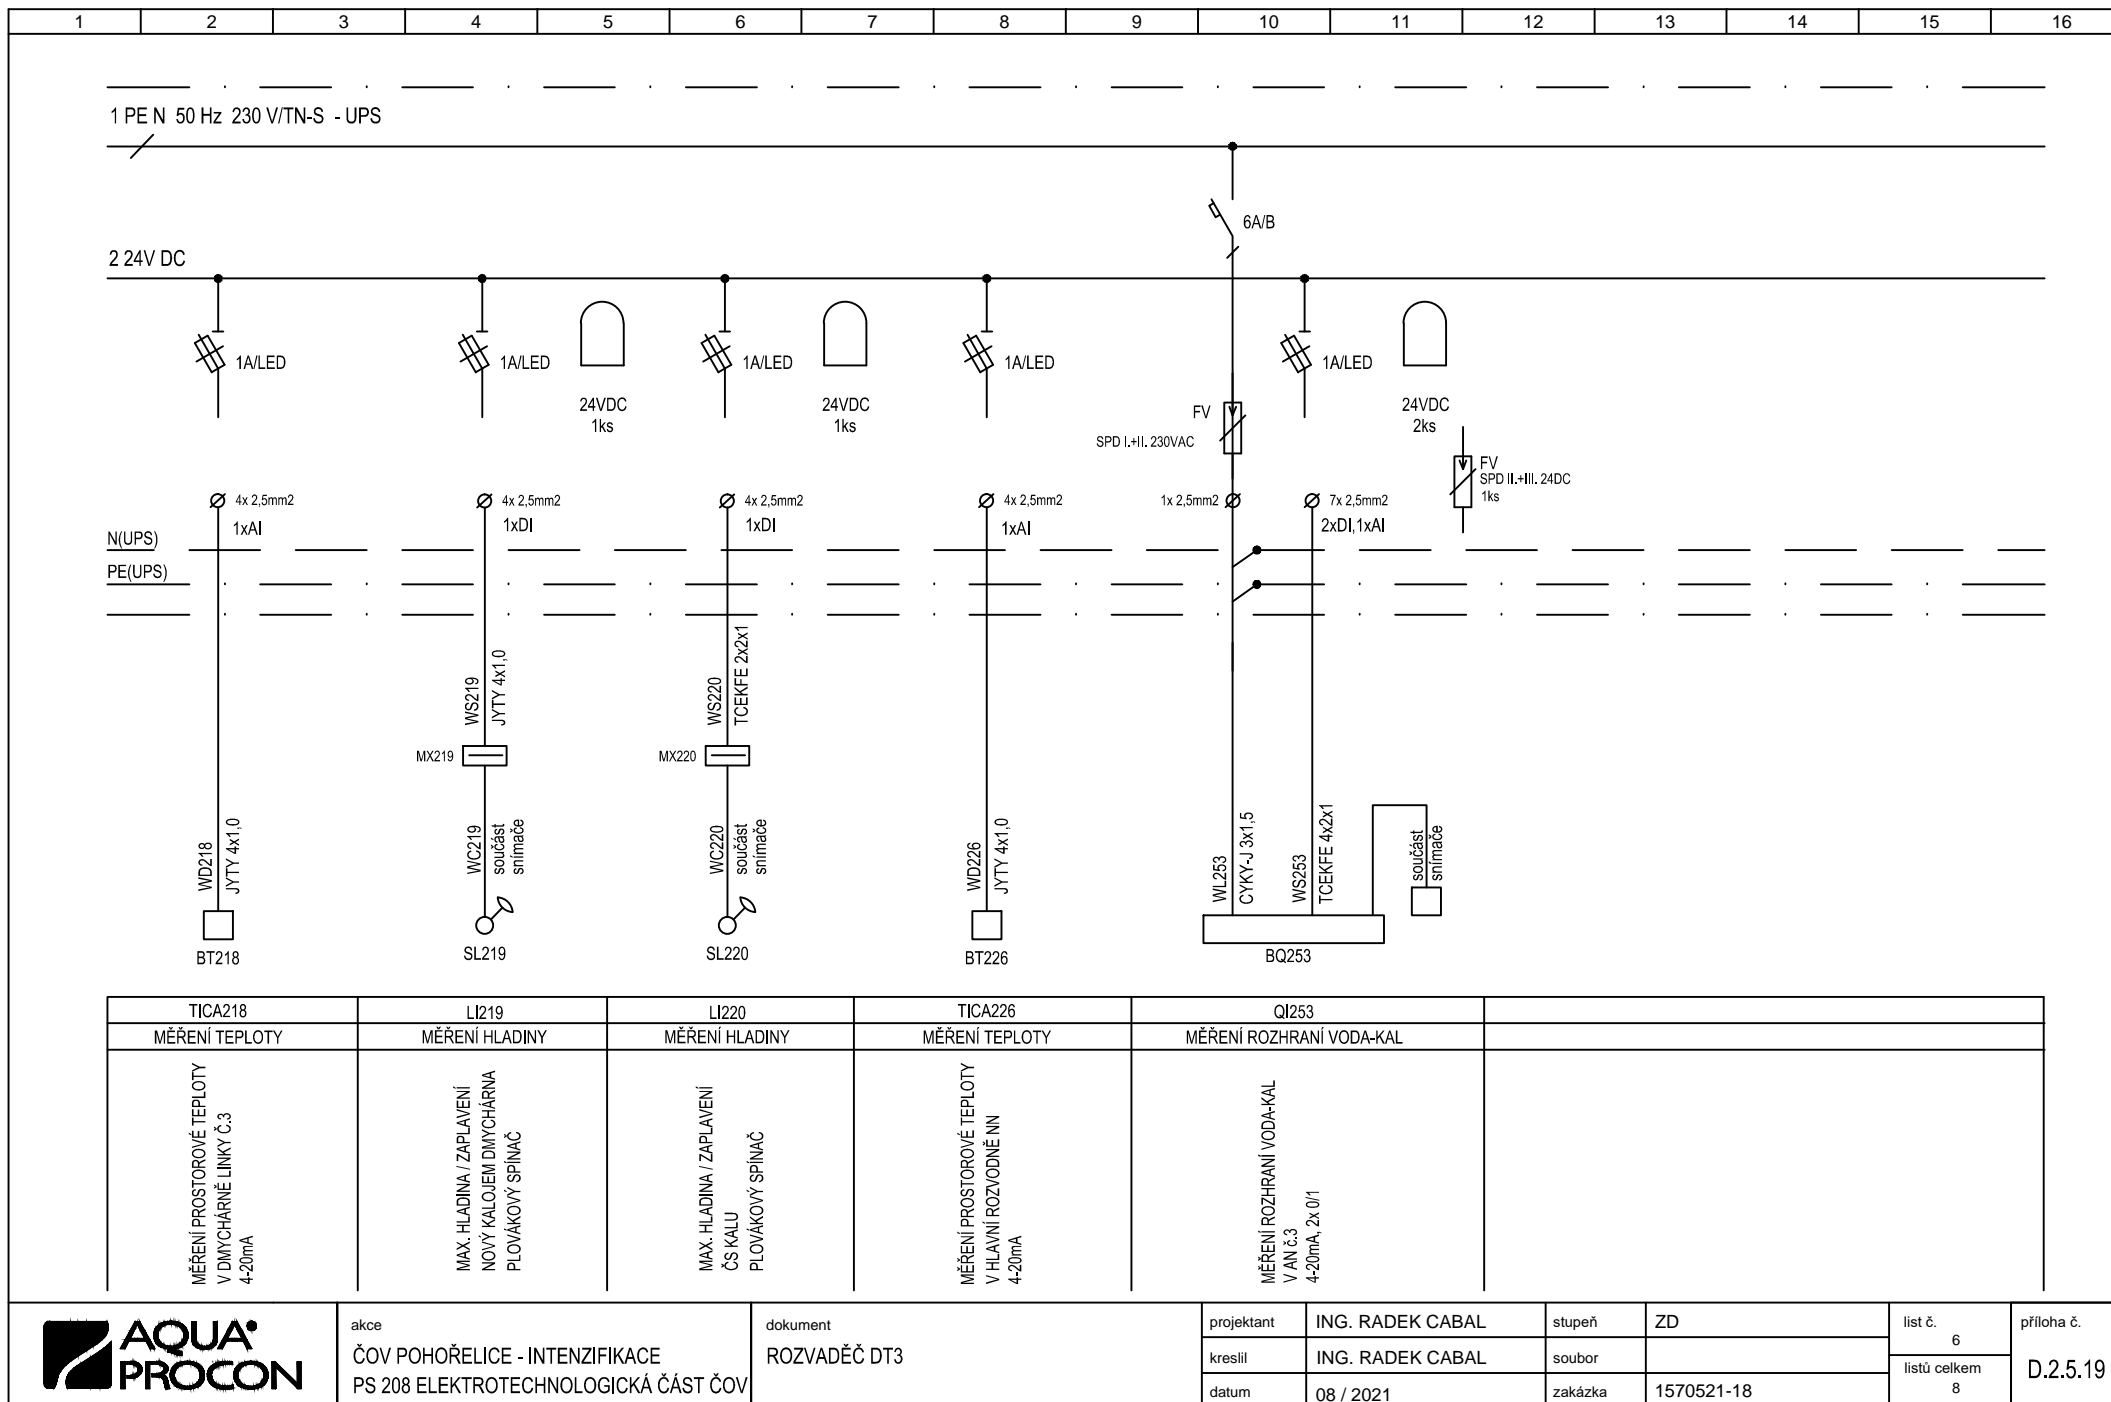 1 2 3 4 5 6 7 8 9 10 11 12 13 14 15 16
1 PE N 50 Hz 230 V/TN-S - UPS
6A/B
2 24V DC
1A/LED 1A/LED 1A/LED 1A/LED 1A/LED
24VDC 24VDC 24VDC
1ks 1ks 2ks
FV
SPD I.+II. 230VAC
FV
SPD II.+III. 24DC
1ks
4x 2,5mm2 4x 2,5mm2 4x 2,5mm2 4x 2,5mm2 1x 2,5mm2 7x 2,5mm2
1xAI 1xDI 1xDI 1xAI 2xDI,1xAI
N(UPS)
PE(UPS)
WS219
JYTY 4x1,0
WS220
TCEKFE 2x2x1
MX219
MX220
WD218
JYTY 4x1,0
WC219
součást
snímače
WC220
součást
snímače
WD226
JYTY 4x1,0
WL253
CYKY-J 3x1,5
WS253
TCEKFE 4x2x1
součást
snímače
BT218 SL219 SL220 BT226 BQ253
TICA218 LI219 LI220 TICA226 QI253
MĚŘENÍ TEPLOTY MĚŘENÍ HLADINY MĚŘENÍ HLADINY MĚŘENÍ TEPLOTY MĚŘENÍ ROZHRANÍ VODA-KAL
MĚŘENÍ PROSTOROVÉ TEPLOTY
V DMYCHÁRNĚ LINKY Č.3
4-20mA
MAX. HLADINA / ZAPLAVENÍ
NOVÝ KALOJEM DMYCHÁRNA
PLOVÁKOVÝ SPÍNAČ
MAX. HLADINA / ZAPLAVENÍ
ČS KALU
PLOVÁKOVÝ SPÍNAČ
MĚŘENÍ PROSTOROVÉ TEPLOTY
V HLAVNÍ ROZVODNĚ NN
4-20mA
MĚŘENÍ ROZHRANÍ VODA-KAL
V AN č.3
4-20mA, 2x 0/1
AQUA
PROCON
akce
ČOV POHOŘELICE - INTENZIFIKACE
PS 208 ELEKTROTECHNOLOGICKÁ ČÁST ČOV
dokument
ROZVADĚČ DT3
projektant ING. RADEK CABAL stupeň ZD
kreslil ING. RADEK CABAL soubor
datum 08 / 2021 zakázka 1570521-18
list č.
6
listů celkem
8
příloha č.
D.2.5.19